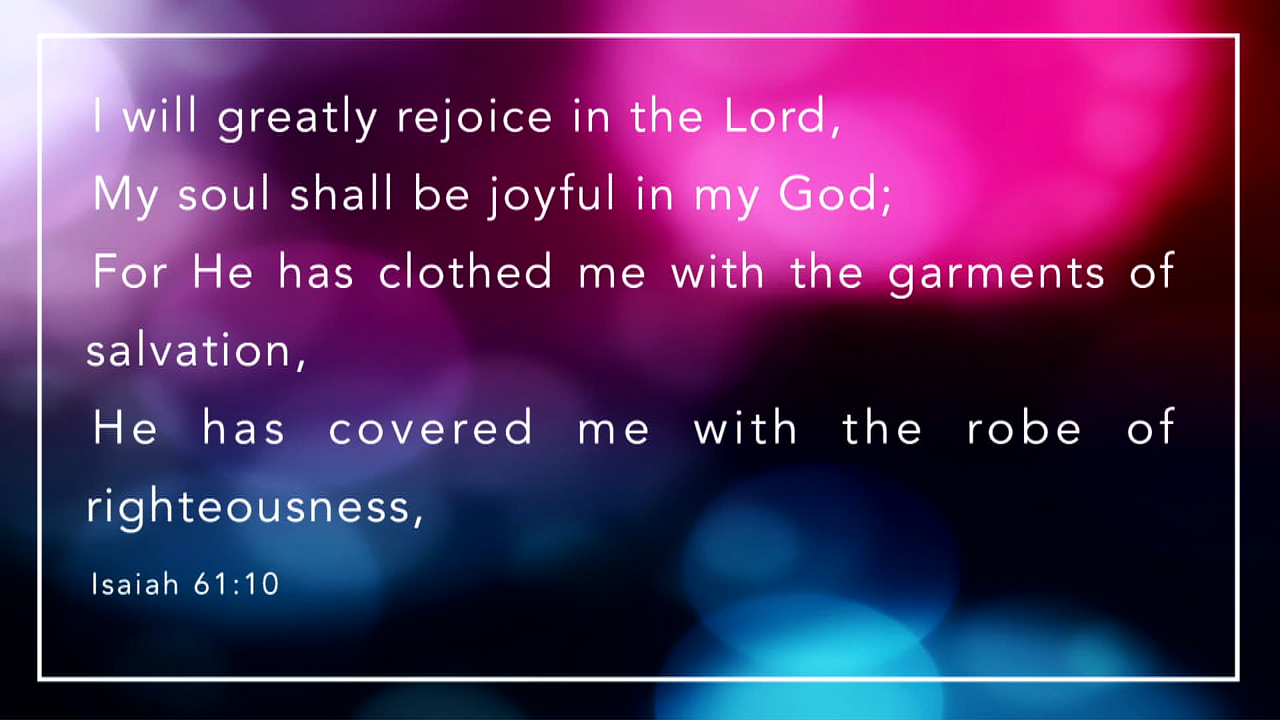 I will greatly rejoice in the Lord,
My soul shall be joyful in my God;
For He has clothed me with the garments of
salvation,
He has covered me with the robe of
righteousness,
Isaiah 61:10